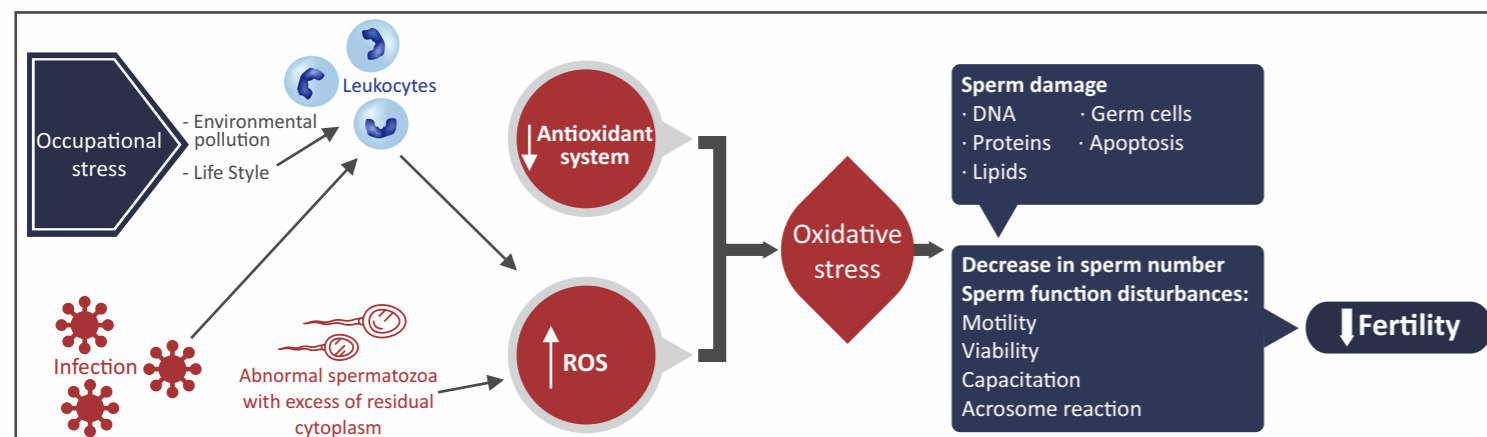 Occupational
stress
- Environmental
pollution
- Life Style
Leukocytes
Infection
Abnormal spermatozoa
with excess of residual
cytoplasm
Antioxidant
system
ROS
Oxidative
stress
Sperm damage
· DNA · Germ cells
· Proteins · Apoptosis
· Lipids
Decrease in sperm number
Sperm function disturbances:
Motility
Viability
Capacitation
Acrosome reaction
Fertility